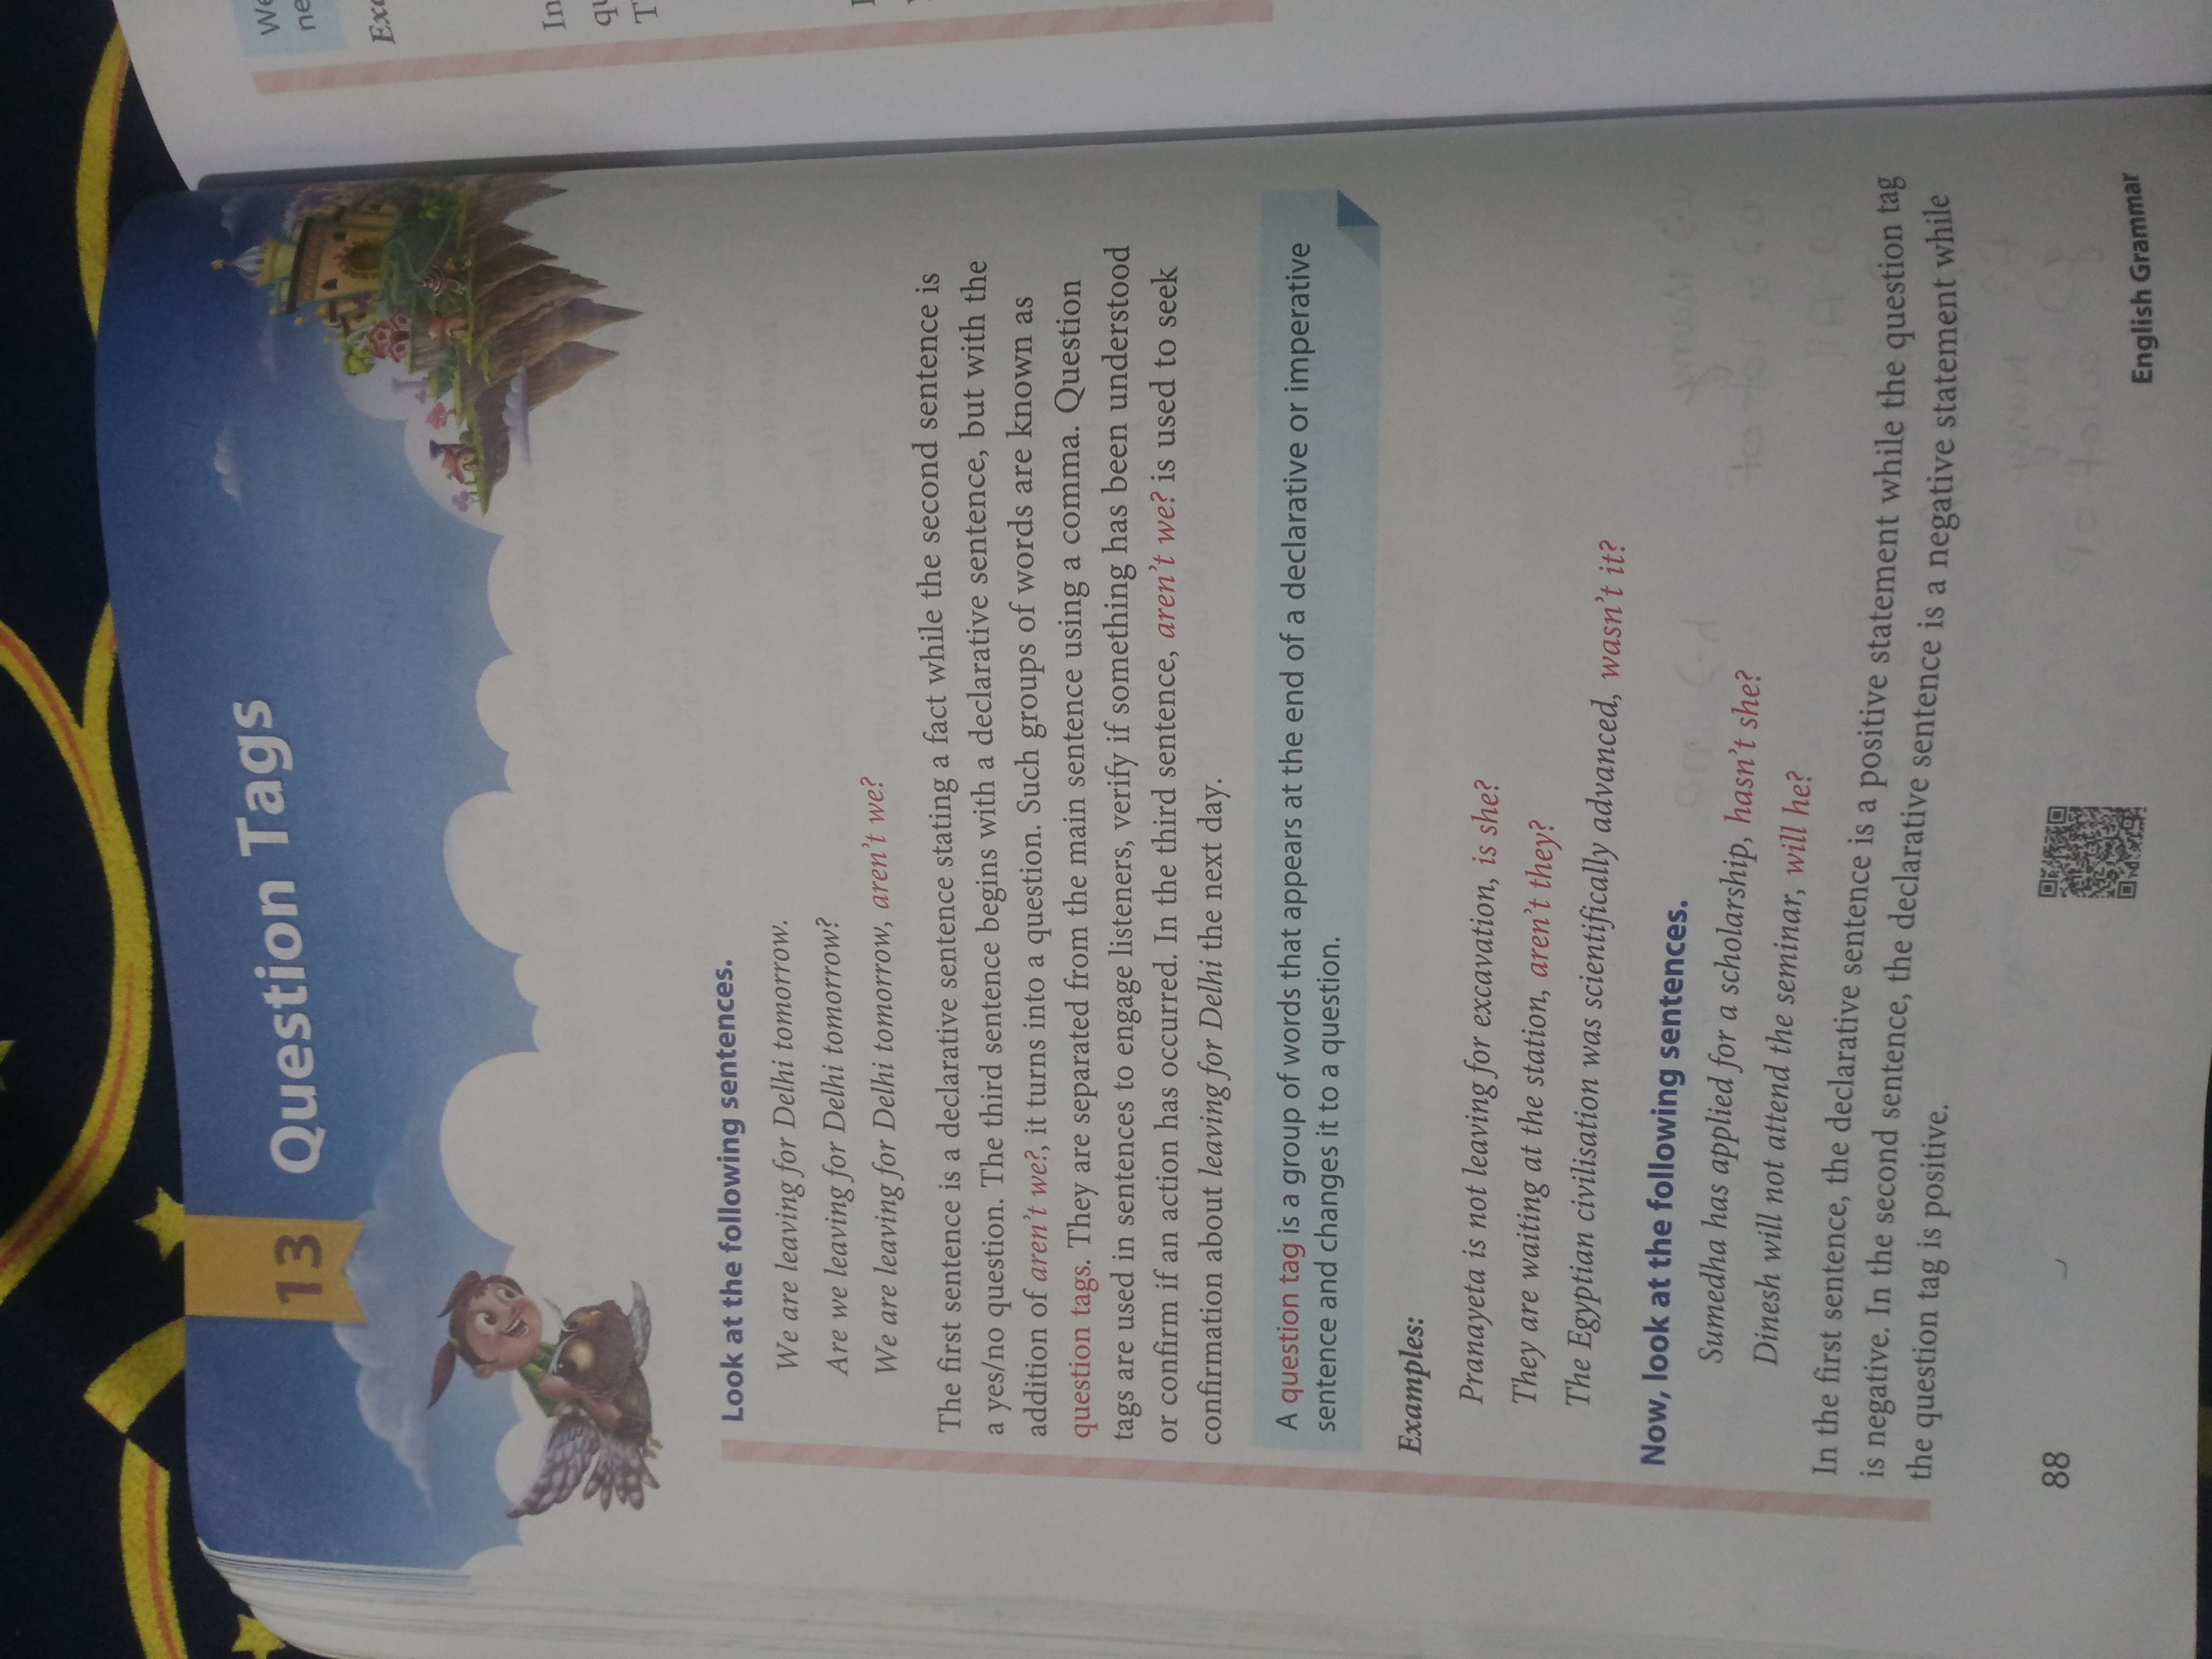 13 Question Tags
Look at the following sentences.
We are leaving for Delhi tomorrow.
Are we leaving for Delhi tomorrow?
We are leaving for Delhi tomorrow, aren't we?
The first sentence is a declarative sentence stating a fact while the second sentence is
a yes/no question. The third sentence begins with a declarative sentence, but with the
addition of aren't we?, it turns into a question. Such groups of words are known as
question tags. They are separated from the main sentence using a comma. Question
tags are used in sentences to engage listeners, verify if something has been understood
or confirm if an action has occurred. In the third sentence, aren't we? is used to seek
confirmation about leaving for Delhi the next day.
A question tag is a group of words that appears at the end of a declarative or imperative
sentence and changes it to a question.
Examples:
Pranayeta is not leaving for excavation, is she?
They are waiting at the station, aren't they?
The Egyptian civilisation was scientifically advanced, wasn't it?
Now, look at the following sentences.
Sumedha has applied for a scholarship, hasn't she?
Dinesh will not attend the seminar, will he?
In the first sentence, the declarative sentence is a positive statement while the question tag
is negative. In the second sentence, the declarative sentence is a negative statement while
the question tag is positive.
88
English Grammar
We
In